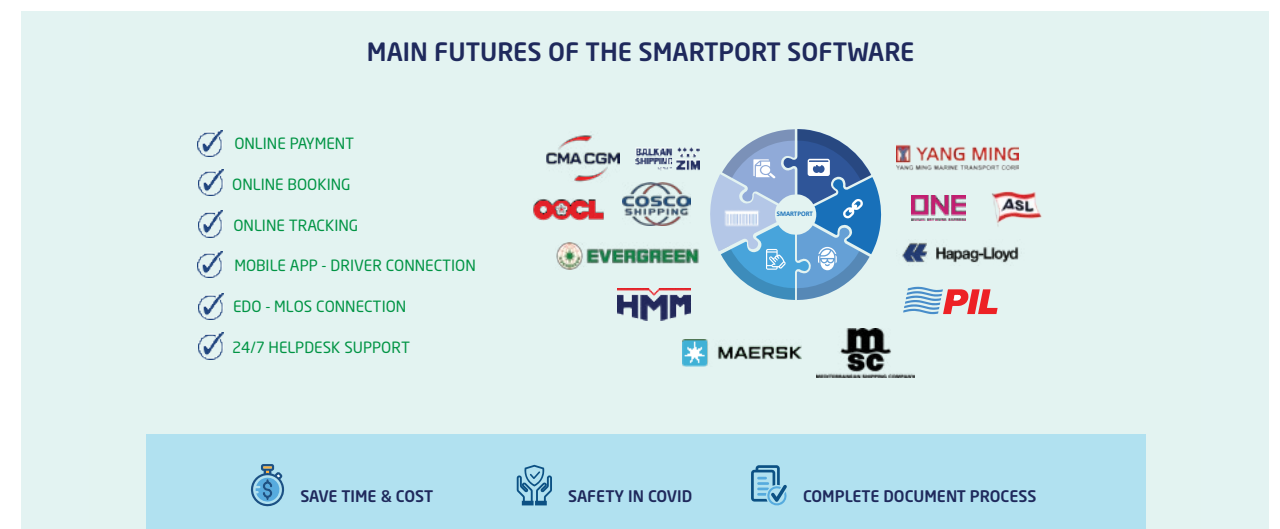 MAIN FUTURES OF THE SMARTPORT SOFTWARE
ONLINE PAYMENT
ONLINE BOOKING
ONLINE TRACKING
MOBILE APP - DRIVER CONNECTION
EDO - MLOS CONNECTION
24/7 HELPDESK SUPPORT
CMA CGM
BALKAN
SHIPPING
ZIM
OOCL
COSCO
SHIPPING
EVERGREEN
HMM
MAERSK
msc
MEDITERRANEAN SHIPPING COMPANY
SMARTPORT
YANG MING
YANG MING MARINE TRANSPORT CORP.
ONE
ASL
Hapag-Lloyd
PIL
SAVE TIME & COST
SAFETY IN COVID
COMPLETE DOCUMENT PROCESS